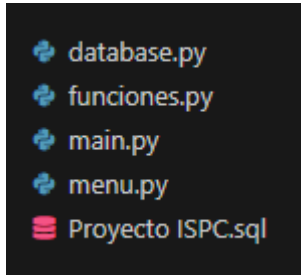 database.py
funciones.py
main.py
menu.py
Proyecto ISPC.sql